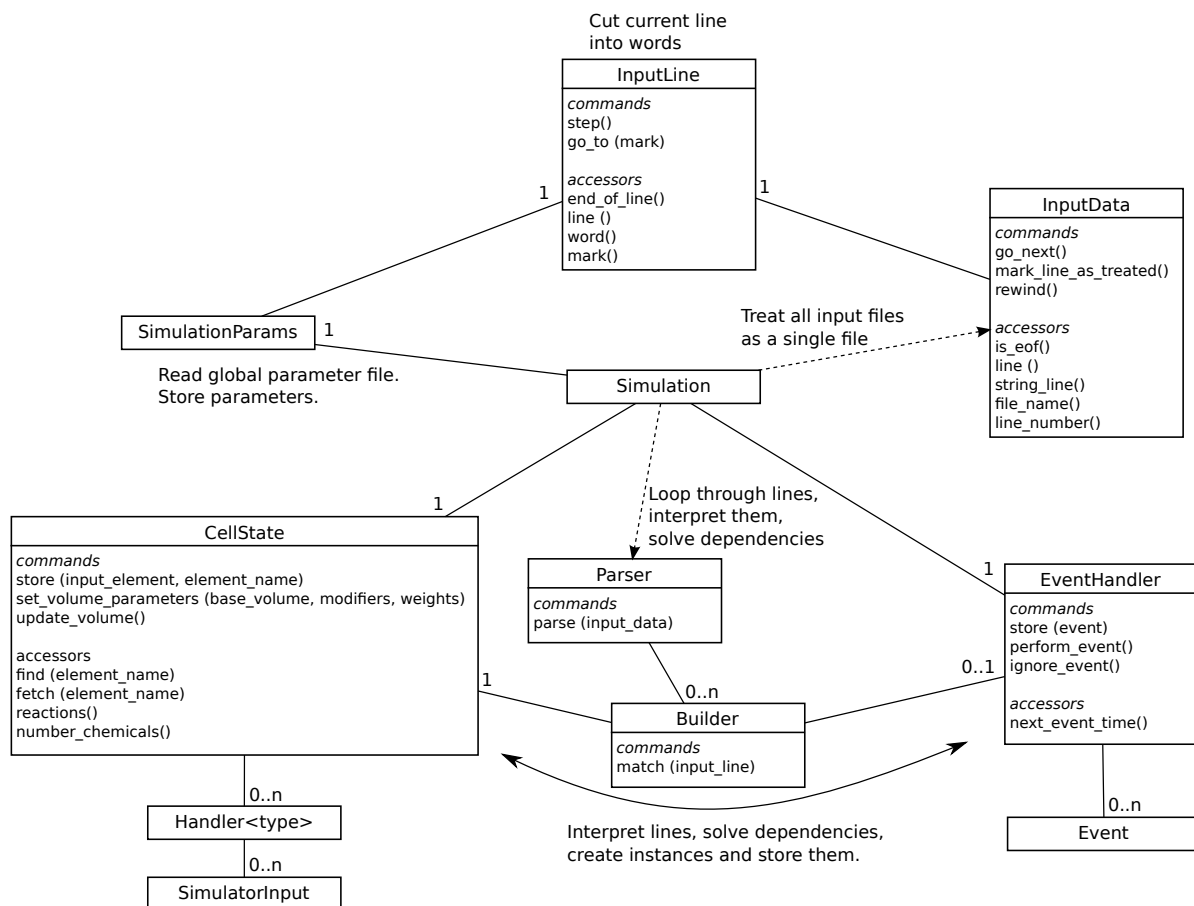 Cut current line
into words
InputLine
commands
step()
go_to (mark)
accessors
end_of_line()
line ()
word()
mark()
1
1
InputData
commands
go_next()
mark_line_as_treated()
rewind()
accessors
is_eof()
line ()
string_line()
file_name()
line_number()
SimulationParams
1
Read global parameter file.
Store parameters.
Treat all input files
as a single file
Simulation
1
CellState
commands
store (input_element, element_name)
set_volume_parameters (base_volume, modifiers, weights)
update_volume()
accessors
find (element_name)
fetch (element_name)
reactions()
number_chemicals()
Loop through lines,
interpret them,
solve dependencies
Parser
commands
parse (input_data)
1
EventHandler
commands
store (event)
perform_event()
ignore_event()
accessors
next_event_time()
1
0..n
0..1
Builder
commands
match (input_line)
0..n
Handler<type>
0..n
SimulatorInput
Interpret lines, solve dependencies,
create instances and store them.
0..n
Event